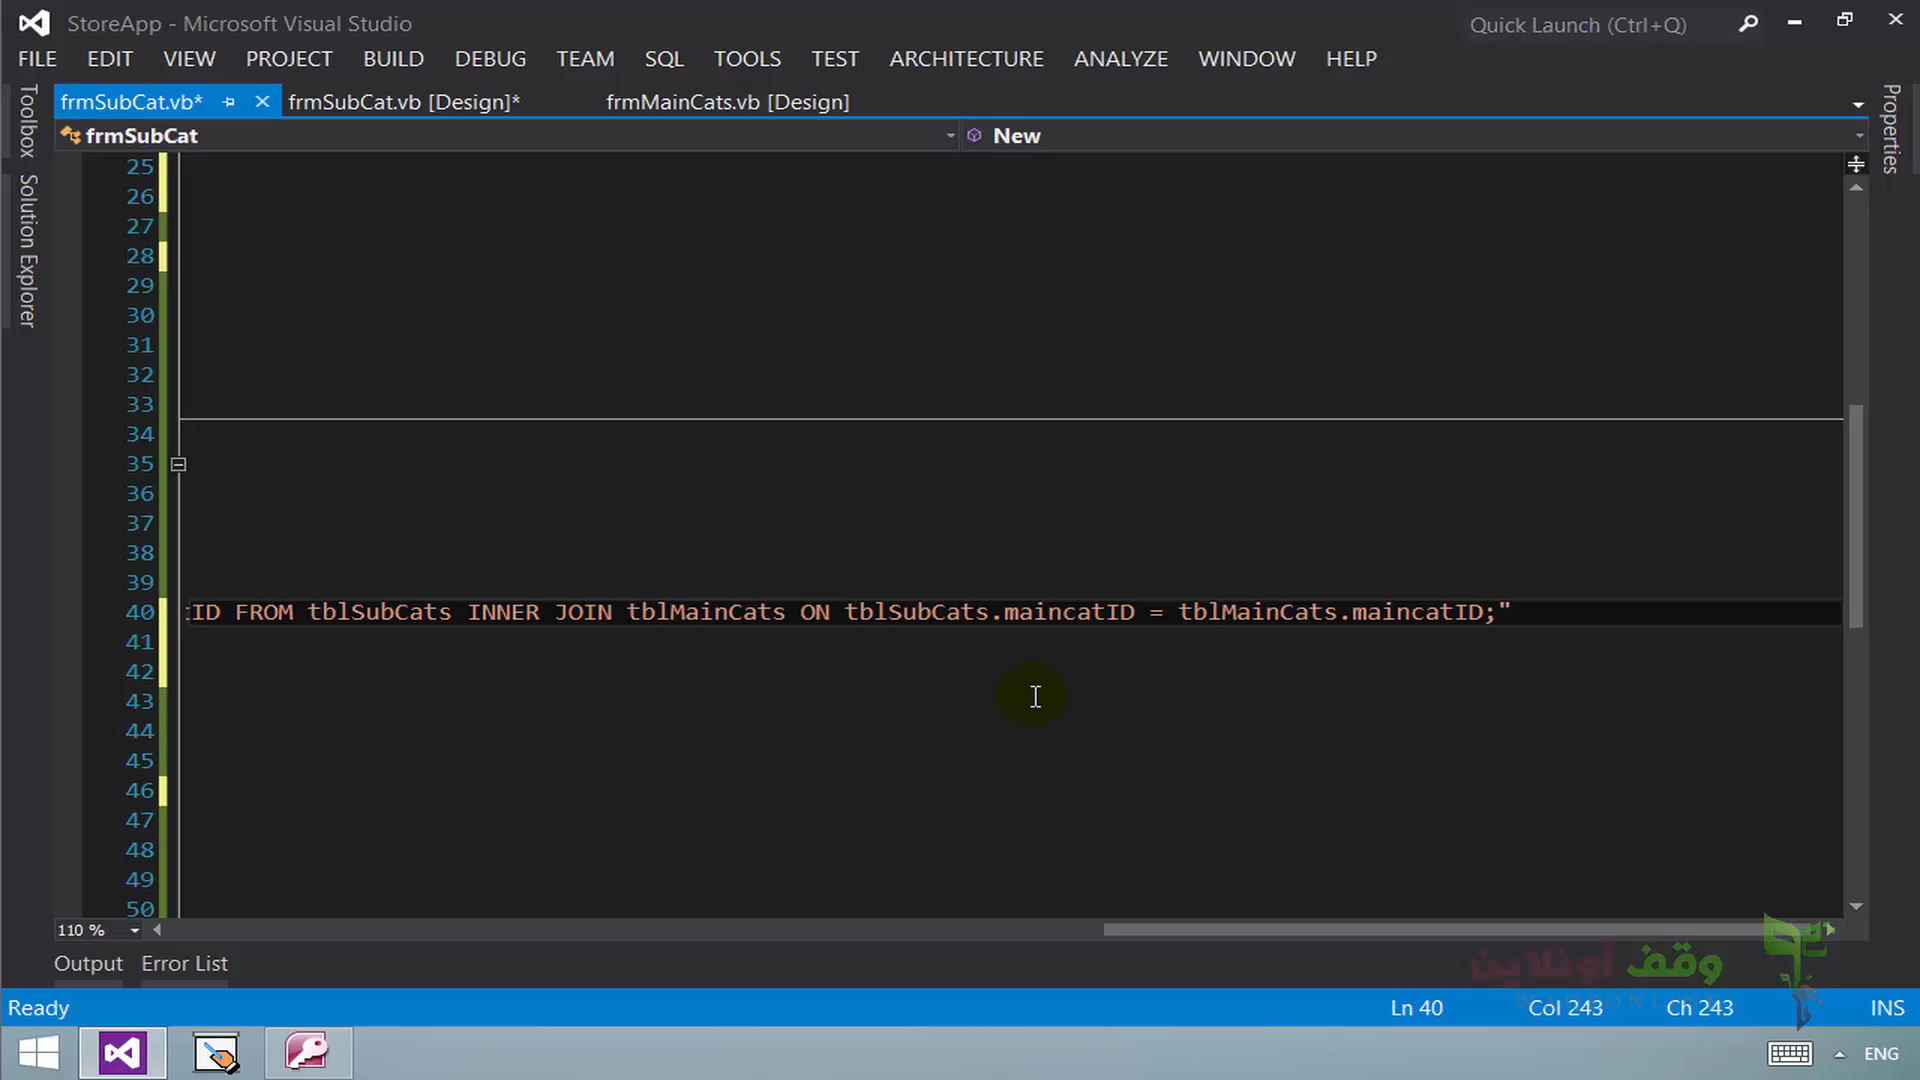 StoreApp - Microsoft Visual Studio
Quick Launch (Ctrl+Q)
FILE EDIT VIEW PROJECT BUILD DEBUG TEAM SQL TOOLS TEST ARCHITECTURE ANALYZE WINDOW HELP
Toolbox
Solution Explorer
Properties
frmSubCat.vb* frmSubCat.vb [Design]* frmMainCats.vb [Design]
frmSubCat New
25
26
27
28
29
30
31
32
33
34
35
36
37
38
39
40 ID FROM tblSubCats INNER JOIN tblMainCats ON tblSubCats.maincatID = tblMainCats.maincatID;"
41
42
43
44
45
46
47
48
49
50
110 %
Output Error List
وقف أونلاين
Ready Ln 40 Col 243 Ch 243 INS
ENG